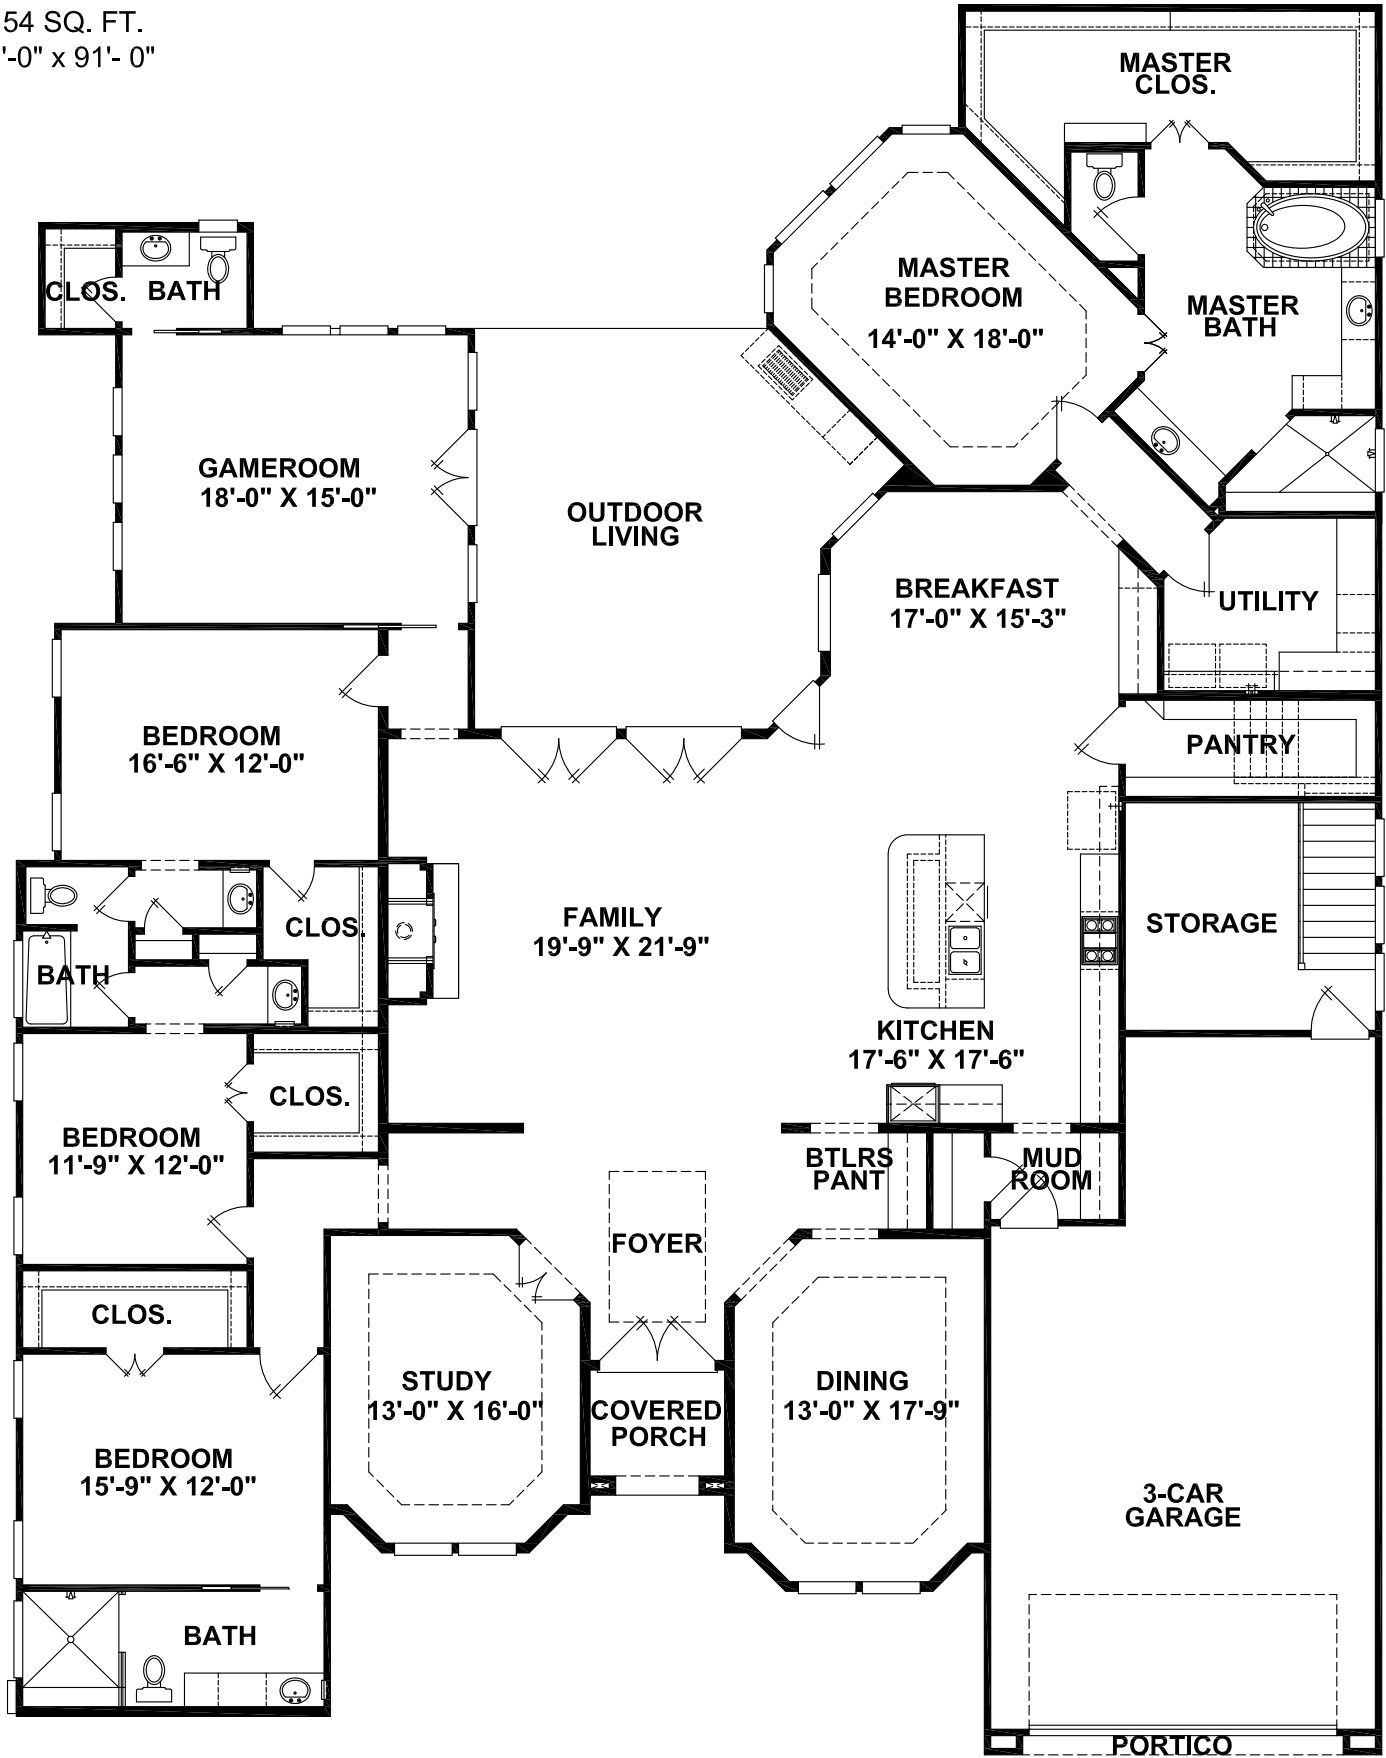 54 SQ. FT.
'-0" x 91'- 0"
MASTER
CLOS.
MASTER
BEDROOM
14'-0" X 18'-0"
MASTER
BATH
CLOS.
BATH
GAMEROOM
18'-0" X 15'-0"
OUTDOOR
LIVING
BREAKFAST
17'-0" X 15'-3"
UTILITY
BEDROOM
16'-6" X 12'-0"
PANTRY
FAMILY
19'-9" X 21'-9"
STORAGE
CLOS.
BATH
KITCHEN
17'-6" X 17'-6"
CLOS.
BEDROOM
11'-9" X 12'-0"
BTLRS
PANT
MUD
ROOM
FOYER
CLOS.
STUDY
13'-0" X 16'-0"
COVERED
PORCH
DINING
13'-0" X 17'-9"
BEDROOM
15'-9" X 12'-0"
3-CAR
GARAGE
BATH
PORTICO